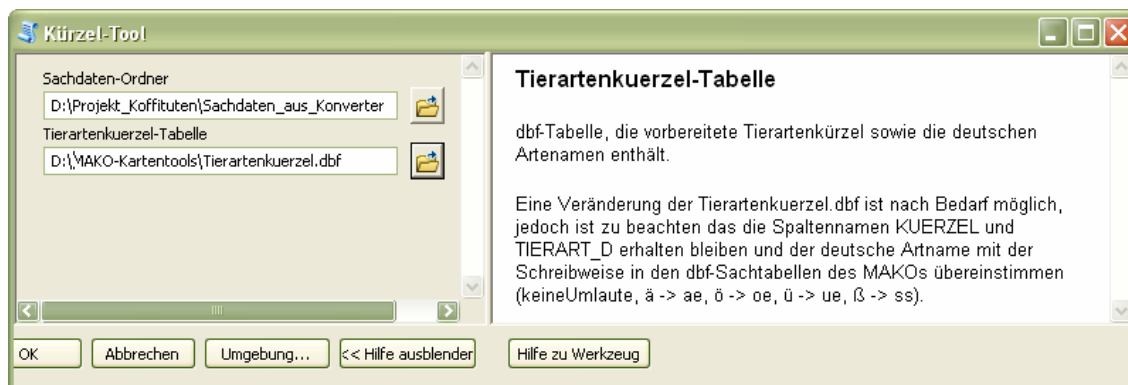 Kürzel-Tool
Sachdaten-Ordner
D:\Projekt_Koffituten\Sachdaten_aus_Konverter
Tierartenkuerzel-Tabelle
D:\MAKO-Kartentools\Tierartenkuerzel.dbf
Tierartenkuerzel-Tabelle
dbf-Tabelle, die vorbereitete Tierartenkürzel sowie die deutschen
Artenamen enthält.
Eine Veränderung der Tierartenkuerzel.dbf ist nach Bedarf möglich,
jedoch ist zu beachten das die Spaltennamen KUERZEL und
TIERART_D erhalten bleiben und der deutsche Artname mit der
Schreibweise in den dbf-Sachtabellen des MAKOs übereinstimmen
(keineUmlaute, ä -> ae, ö -> oe, ü -> ue, ß -> ss).
OK
Abbrechen
Umgebung...
<< Hilfe ausblender
Hilfe zu Werkzeug